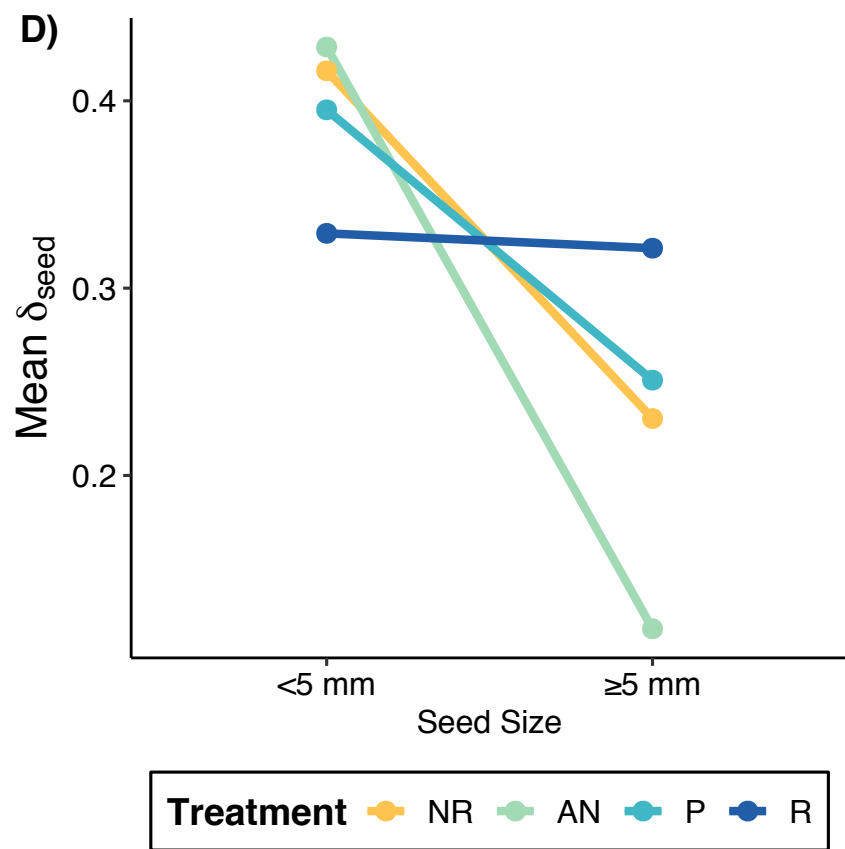 D)
Mean δseed
0.4
0.3
0.2
<5 mm ≥5 mm
Seed Size
Treatment NR AN P R